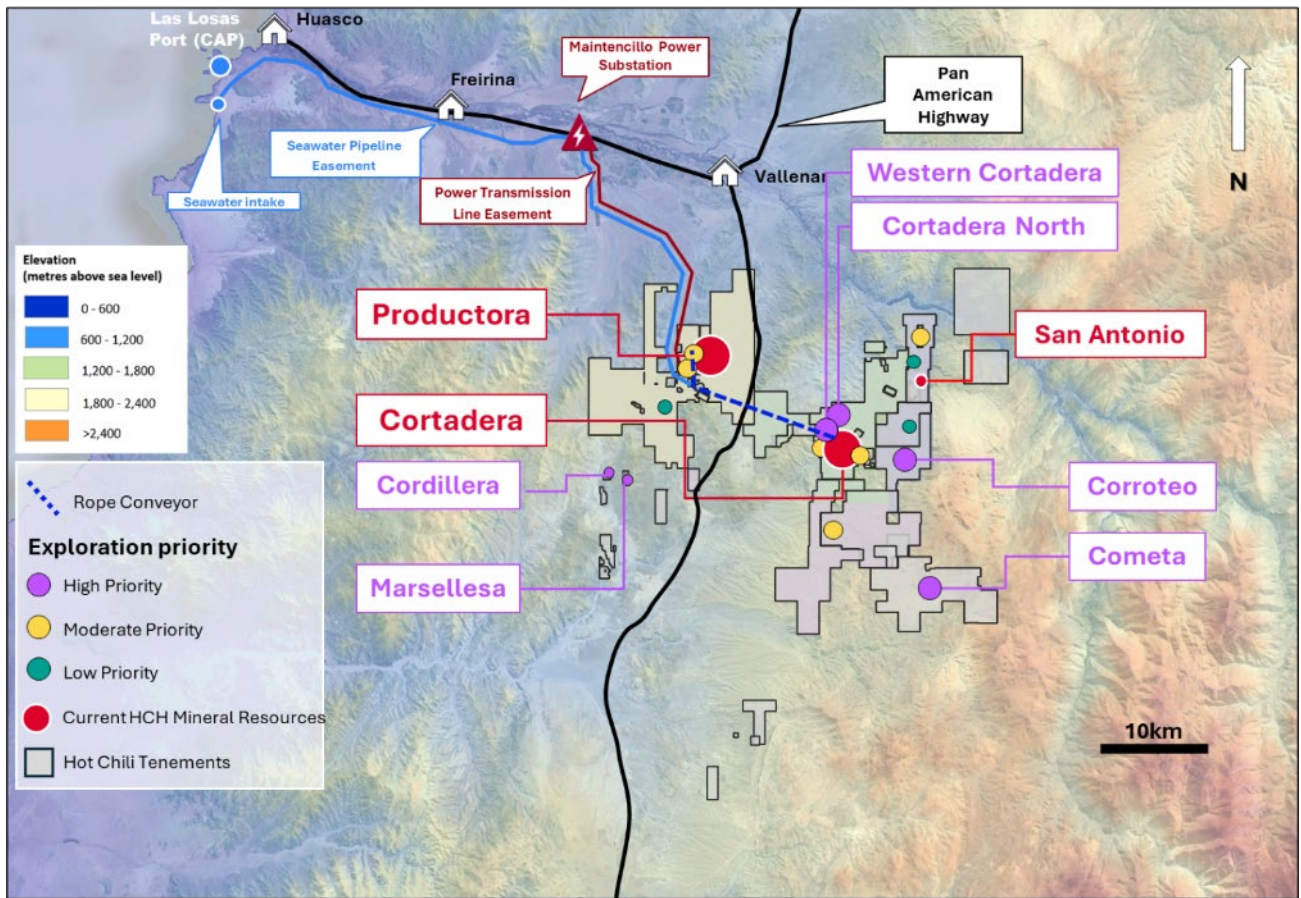 Las Losas
Port (CAP)
Huasco
Maintencillo Power
Substation
Freirina
Pan
American
Highway
Seawater Pipeline
Easement
Vallenar
Western Cortadera
N
Seawater intake
Power Transmission
Line Easement
Cortadera North
Elevation
(metres above sea level)
0 - 600
600 - 1,200
1,200 - 1,800
1,800 - 2,400
>2,400
Productora
San Antonio
Cortadera
Cordillera
Corroteo
Marsellesa
Cometa
Rope Conveyor
Exploration priority
High Priority
Moderate Priority
Low Priority
Current HCH Mineral Resources
Hot Chili Tenements
10km